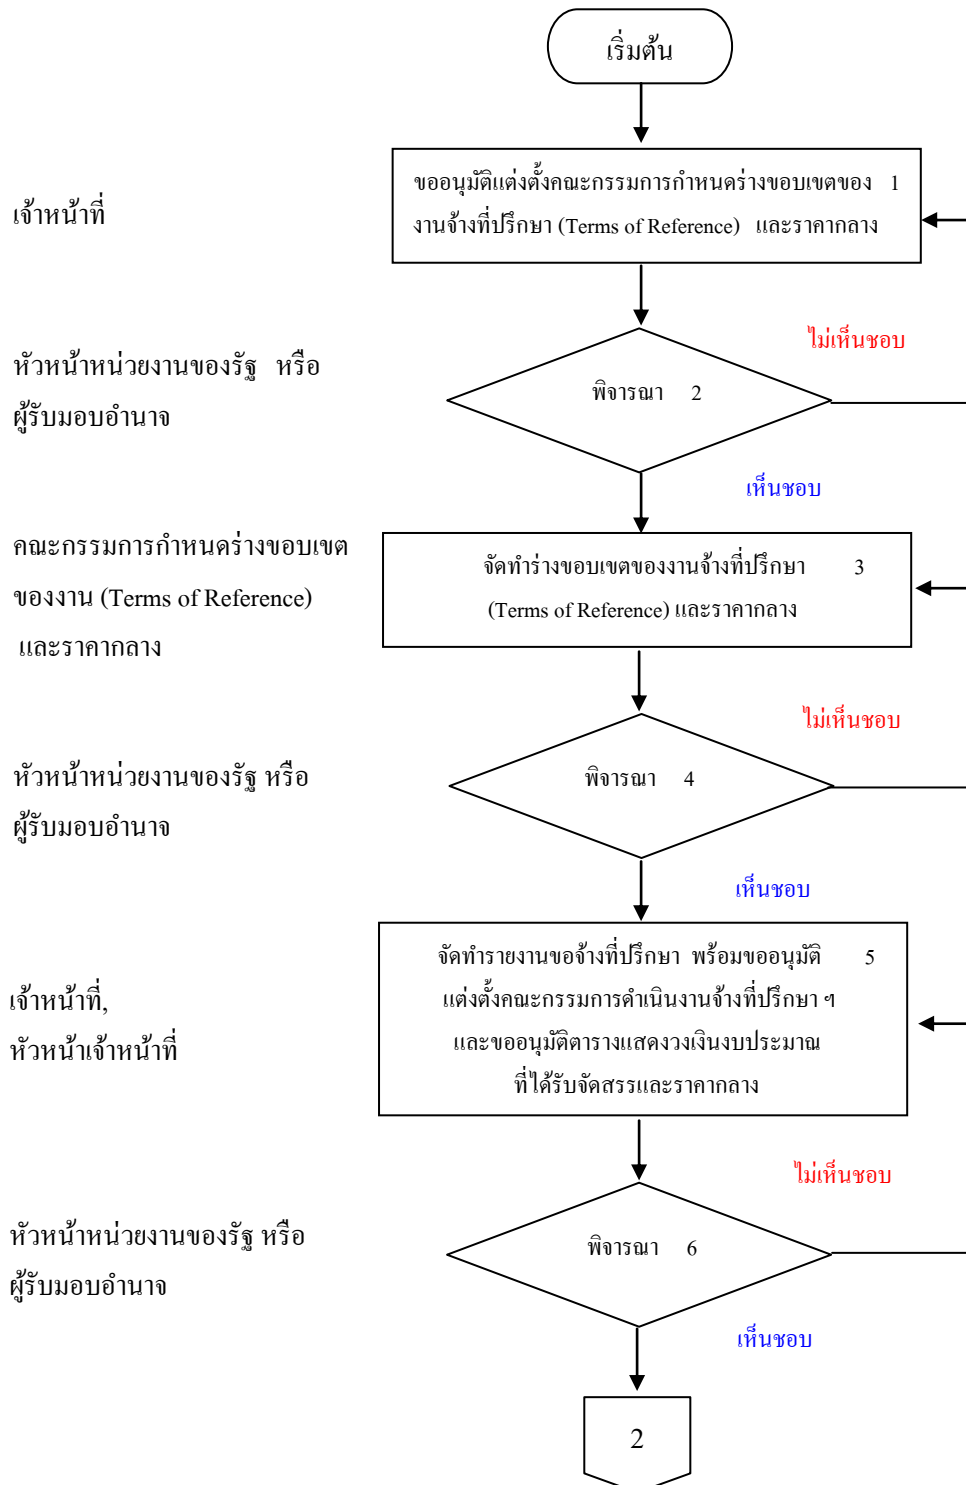 เริ่มต้น
เจ้าหน้าที่
ขออนุมัติแต่งตั้งคณะกรรมการกำหนดร่างขอบเขตของ 1
งานจ้างที่ปรึกษา (Terms of Reference) และราคากลาง
หัวหน้าหน่วยงานของรัฐ หรือ
ผู้รับมอบอำนาจ
พิจารณา 2
ไม่เห็นชอบ
เห็นชอบ
คณะกรรมการกำหนดร่างขอบเขต
ของงาน (Terms of Reference)
และราคากลาง
จัดทำร่างขอบเขตของงานจ้างที่ปรึกษา 3
(Terms of Reference) และราคากลาง
หัวหน้าหน่วยงานของรัฐ หรือ
ผู้รับมอบอำนาจ
พิจารณา 4
ไม่เห็นชอบ
เห็นชอบ
เจ้าหน้าที่,
หัวหน้าเจ้าหน้าที่
จัดทำรายงานขอจ้างที่ปรึกษา พร้อมขออนุมัติ 5
แต่งตั้งคณะกรรมการดำเนินงานจ้างที่ปรึกษา ฯ
และขออนุมัติตารางแสดงวงเงินงบประมาณ
ที่ได้รับจัดสรรและราคากลาง
หัวหน้าหน่วยงานของรัฐ หรือ
ผู้รับมอบอำนาจ
พิจารณา 6
ไม่เห็นชอบ
เห็นชอบ
2